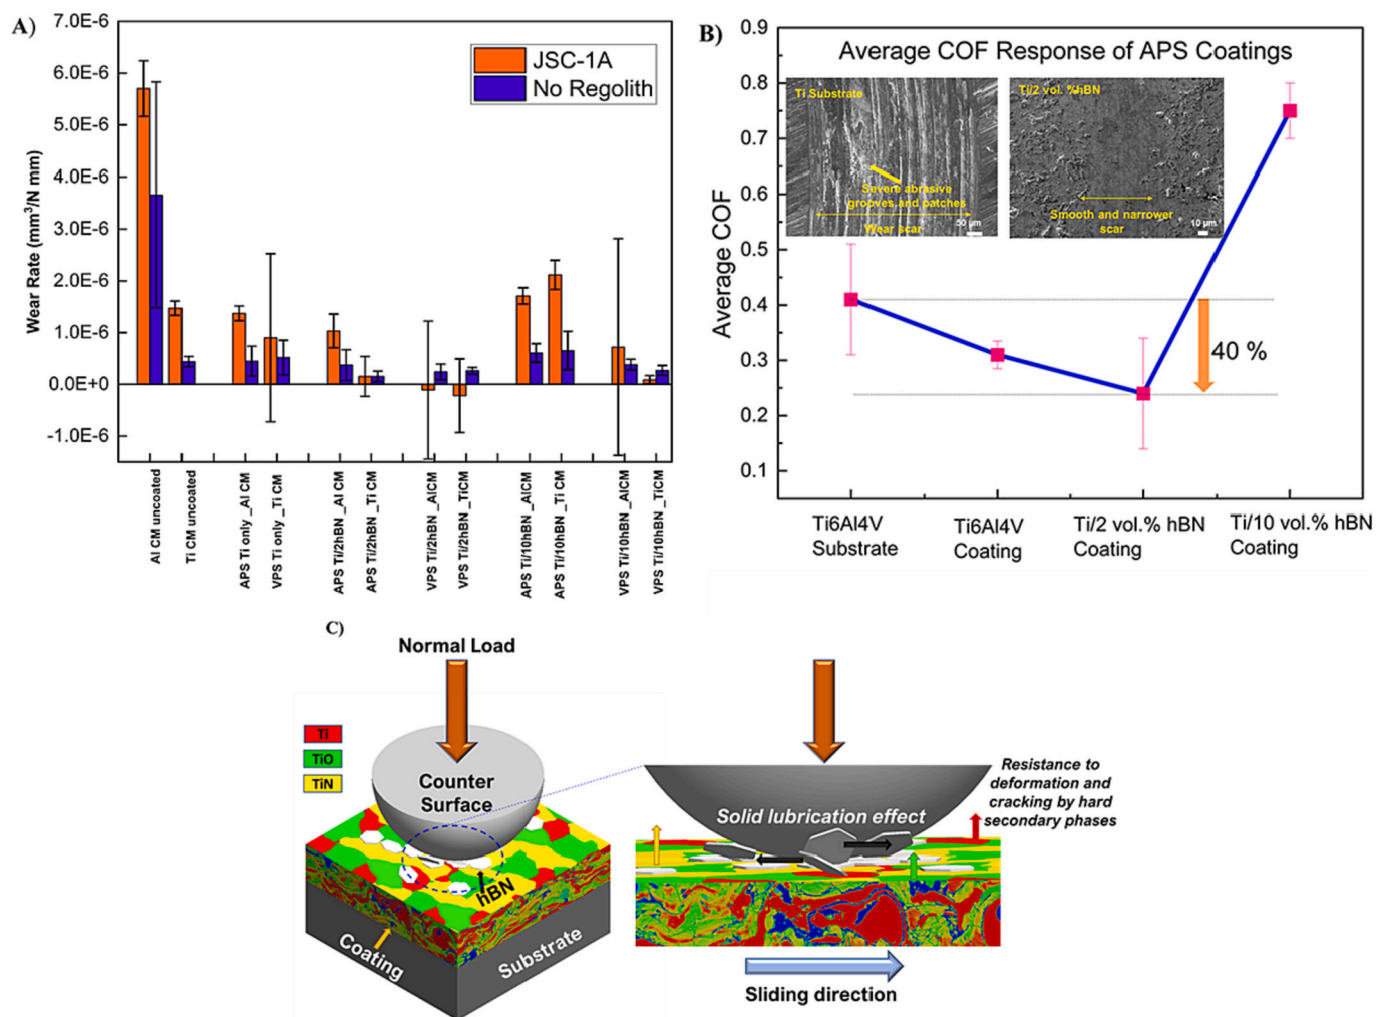 A)
7.0E-6
6.0E-6
5.0E-6
4.0E-6
3.0E-6
2.0E-6
1.0E-6
0.0E+0
-1.0E-6
Wear Rate (mm³/N mm)
JSC-1A
No Regolith
Al CM uncoated
Ti CM uncoated
APS Ti only _Al CM
VPS Ti only _Ti CM
APS Ti/2hBN _Al CM
APS Ti/2hBN _Ti CM
VPS Ti/2hBN _AlCM
VPS Ti/2hBN _TiCM
APS Ti/10hBN _AlCM
APS Ti/10hBN _Ti CM
VPS Ti/10hBN _AlCM
VPS Ti/10hBN _TiCM
B)
Average COF Response of APS Coatings
0.9
0.8
0.7
0.6
0.5
0.4
0.3
0.2
0.1
Average COF
Ti Substrate
Severe abrasive
grooves and patches
Wear scar
50 µm
Ti/2 vol. %hBN
Smooth and narrower
scar
10 µm
40 %
Ti6Al4V
Substrate
Ti6Al4V
Coating
Ti/2 vol.% hBN
Coating
Ti/10 vol.% hBN
Coating
C)
Normal Load
Ti
TiO
TiN
Counter
Surface
hBN
Coating
Substrate
Solid lubrication effect
Resistance to
deformation and
cracking by hard
secondary phases
Sliding direction